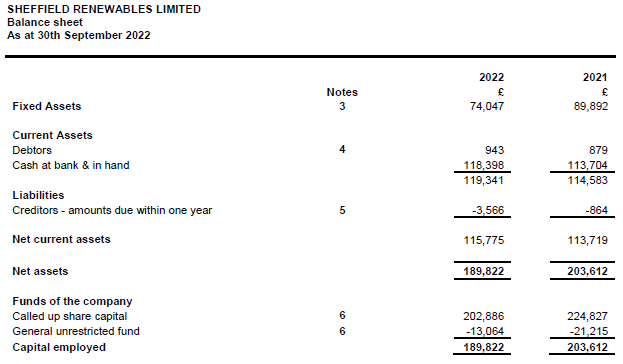 SHEFFIELD RENEWABLES LIMITED
Balance sheet
As at 30th September 2022
2022 2021
Notes £ £
Fixed Assets 3 74,047 89,892
Current Assets
Debtors 4 943 879
Cash at bank & in hand 118,398 113,704
119,341 114,583
Liabilities
Creditors - amounts due within one year 5 -3,566 -864
Net current assets 115,775 113,719
Net assets 189,822 203,612
Funds of the company
Called up share capital 6 202,886 224,827
General unrestricted fund 6 -13,064 -21,215
Capital employed 189,822 203,612